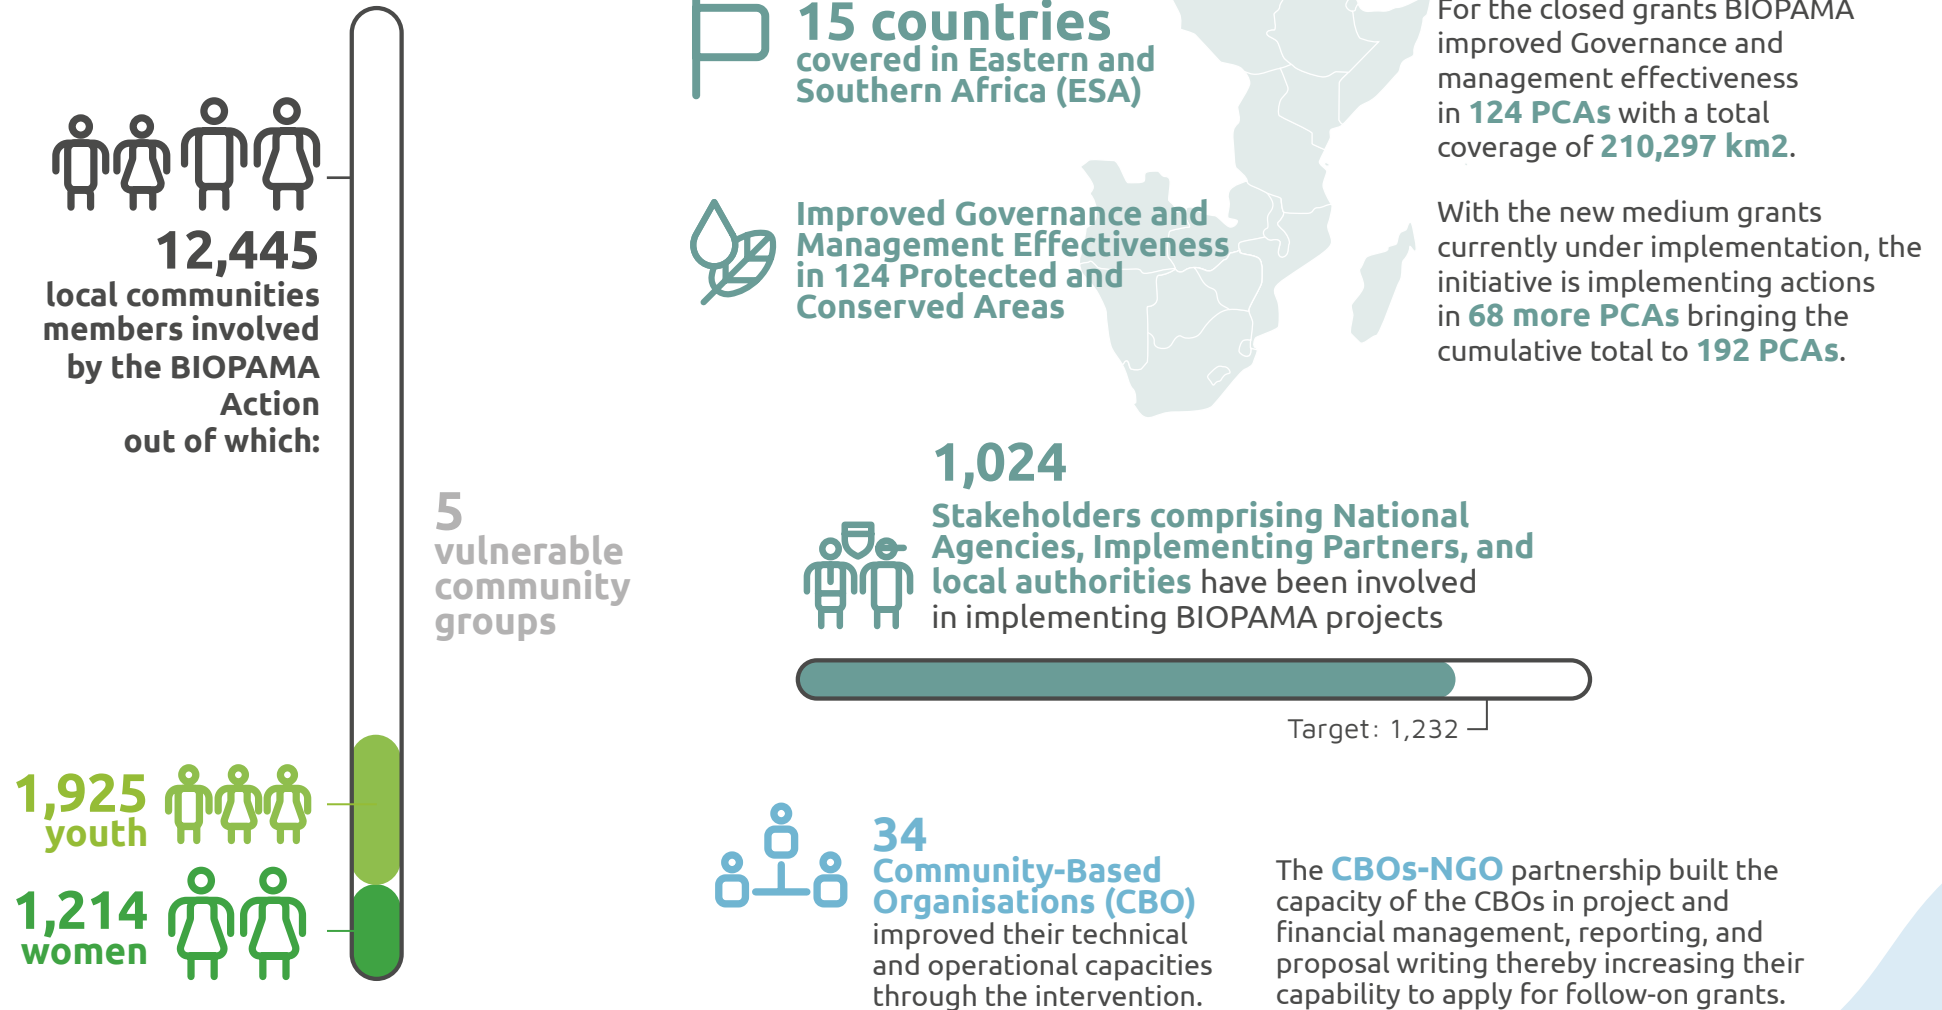 12,445
local communities
members involved
by the BIOPAMA
Action
out of which:
5
vulnerable
community
groups
1,925
youth
1,214
women
15 countries
covered in Eastern and
Southern Africa (ESA)
Improved Governance and
Management Effectiveness
in 124 Protected and
Conserved Areas
For the closed grants BIOPAMA
improved Governance and
management effectiveness
in 124 PCAs with a total
coverage of 210,297 km2.
With the new medium grants
currently under implementation, the
initiative is implementing actions
in 68 more PCAs bringing the
cumulative total to 192 PCAs.
1,024
Stakeholders comprising National
Agencies, Implementing Partners, and
local authorities have been involved
in implementing BIOPAMA projects
Target: 1,232
34
Community-Based
Organisations (CBO)
improved their technical
and operational capacities
through the intervention.
The CBOs-NGO partnership built the
capacity of the CBOs in project and
financial management, reporting, and
proposal writing thereby increasing their
capability to apply for follow-on grants.